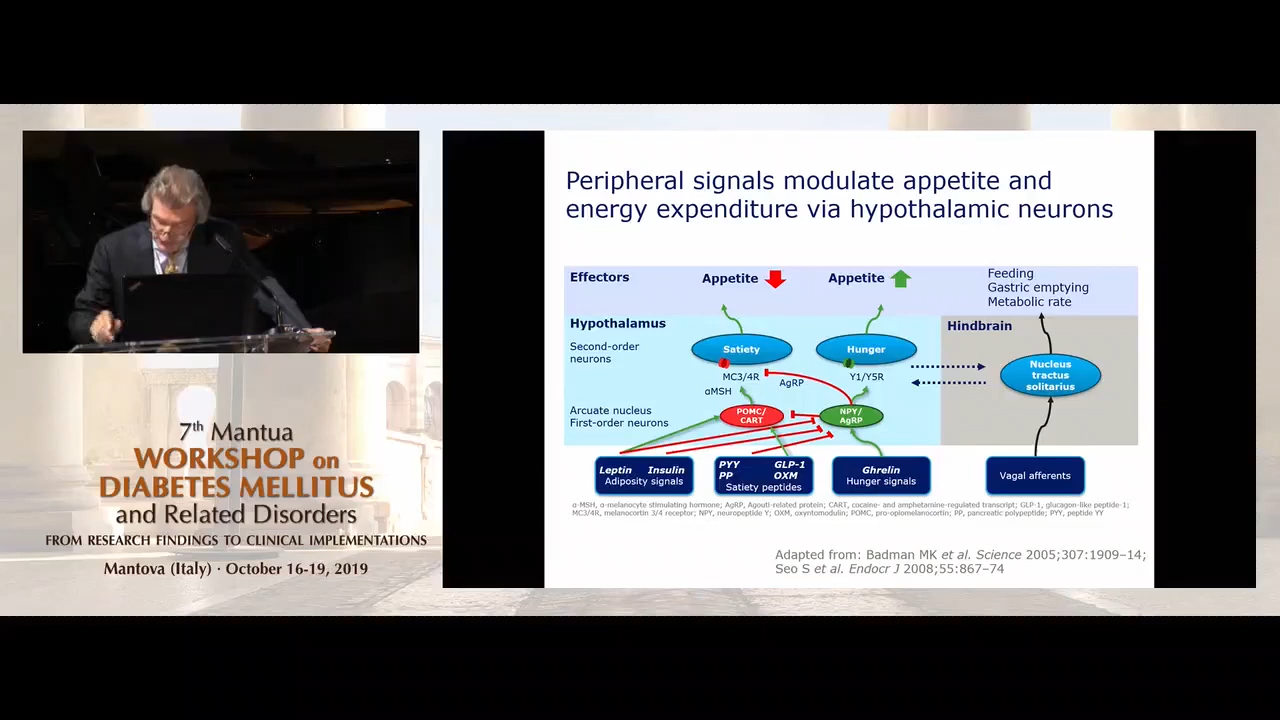 7th Mantua
WORKSHOP on
DIABETES MELLITUS
and Related Disorders
FROM RESEARCH FINDINGS TO CLINICAL IMPLEMENTATIONS
Mantova (Italy) · October 16-19, 2019
Peripheral signals modulate appetite and
energy expenditure via hypothalamic neurons
Effectors
Appetite
Appetite
Feeding
Gastric emptying
Metabolic rate
Hypothalamus
Hindbrain
Second-order
neurons
Satiety
Hunger
Nucleus
tractus
solitarius
MC3/4R
AgRP
Y1/Y5R
αMSH
Arcuate nucleus
First-order neurons
POMC/
CART
NPY/
AgRP
Leptin Insulin
Adiposity signals
PYY GLP-1
PP OXM
Satiety peptides
Ghrelin
Hunger signals
Vagal afferents
α-MSH, α-melanocyte stimulating hormone; AgRP, Agouti-related protein; CART, cocaine- and amphetamine-regulated transcript; GLP-1, glucagon-like peptide-1;
MC3/4R, melanocortin 3/4 receptor; NPY, neuropeptide Y; OXM, oxyntomodulin; POMC, pro-opiomelanocortin; PP, pancreatic polypeptide; PYY, peptide YY
Adapted from: Badman MK et al. Science 2005;307:1909–14;
Seo S et al. Endocr J 2008;55:867–74